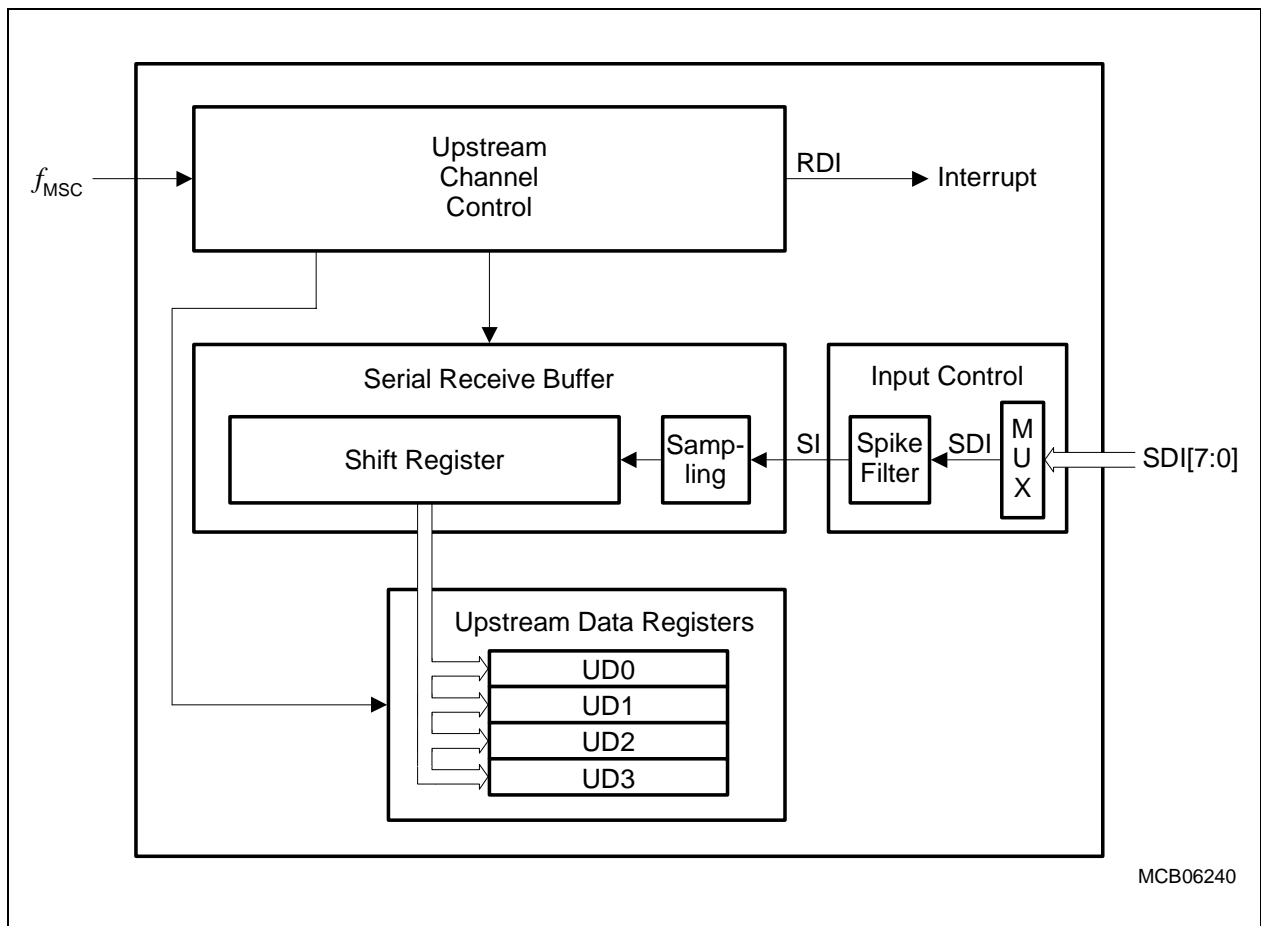 Upstream
Channel
Control
fMSC
RDI
Interrupt
Serial Receive Buffer
Input Control
Shift Register
Samp-
ling
SI
Spike
Filter
SDI
M
U
X
SDI[7:0]
Upstream Data Registers
UD0
UD1
UD2
UD3
MCB06240